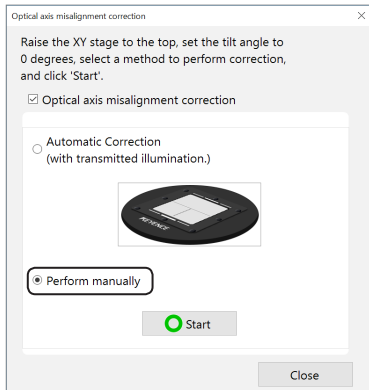 Optical axis misalignment correction
Raise the XY stage to the top, set the tilt angle to
0 degrees, select a method to perform correction,
and click 'Start'.
Optical axis misalignment correction
Automatic Correction
(with transmitted illumination.)
KEYENCE
Perform manually
Start
Close